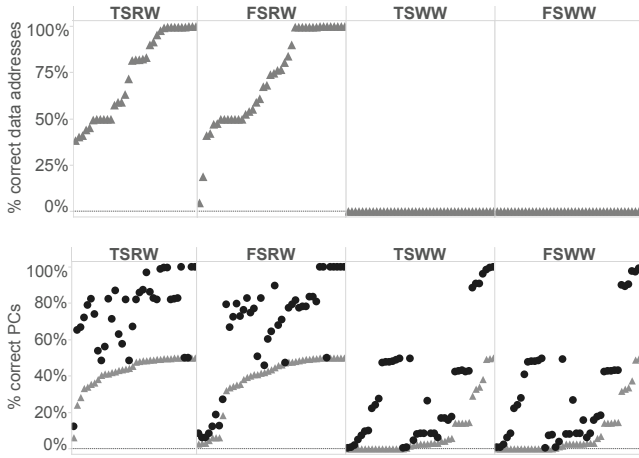 TSRW FSRW TSWW FSWW
% correct data addresses
100%
75%
50%
25%
0%
TSRW FSRW TSWW FSWW
% correct PCs
100%
80%
60%
40%
20%
0%